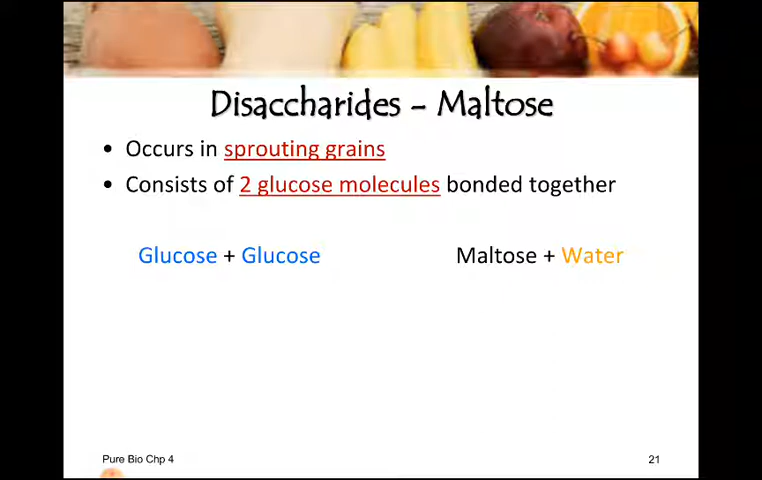 Disaccharides – Maltose
• Occurs in sprouting grains
• Consists of 2 glucose molecules bonded together
Glucose + Glucose Maltose + Water
Pure Bio Chp 4 21